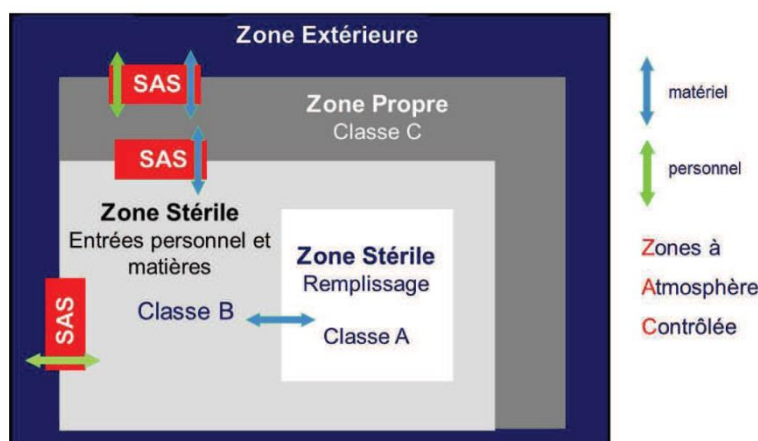 Zone Extérieure
SAS
Zone Propre
Classe C
SAS
Zone Stérile
Entrées personnel et
matières
Classe B
Zone Stérile
Remplissage
Classe A
SAS
matériel
personnel
Zones à
Atmosphère
Contrôlée